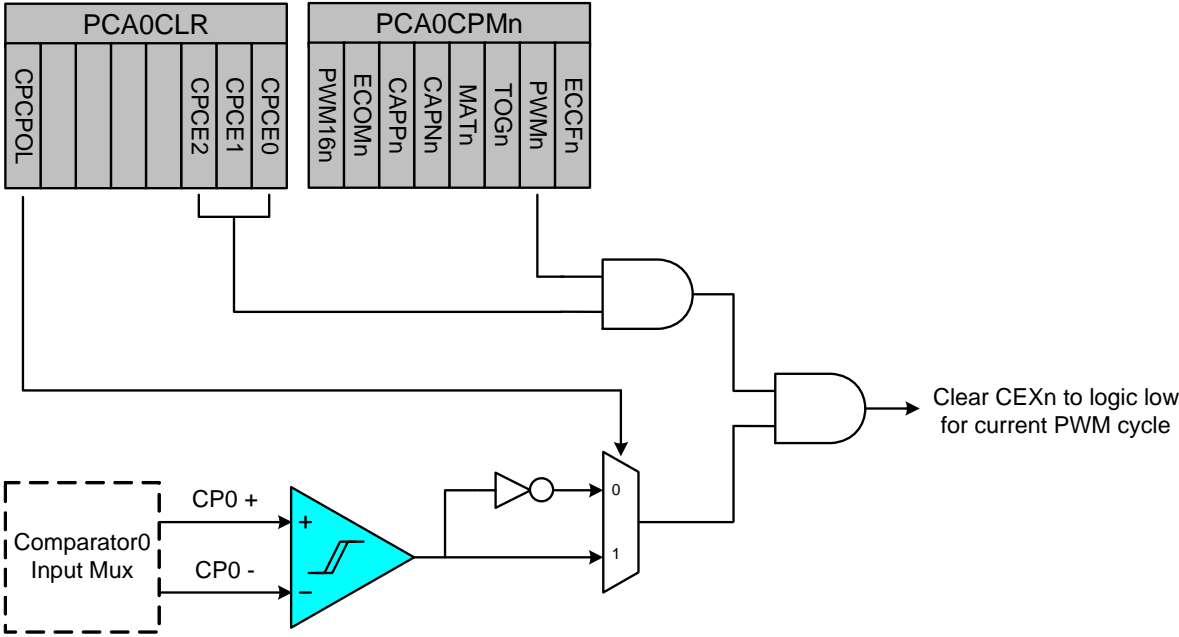 PCA0CLR
CPCPOL
CPCE2
CPCE1
CPCE0
PCA0CPMn
PWM16n
ECOMn
CAPPn
CAPNn
MATn
TOGn
PWMn
ECCFn
Clear CEXn to logic low
for current PWM cycle
Comparator0
Input Mux
CP0 +
CP0 -
+
−
0
1